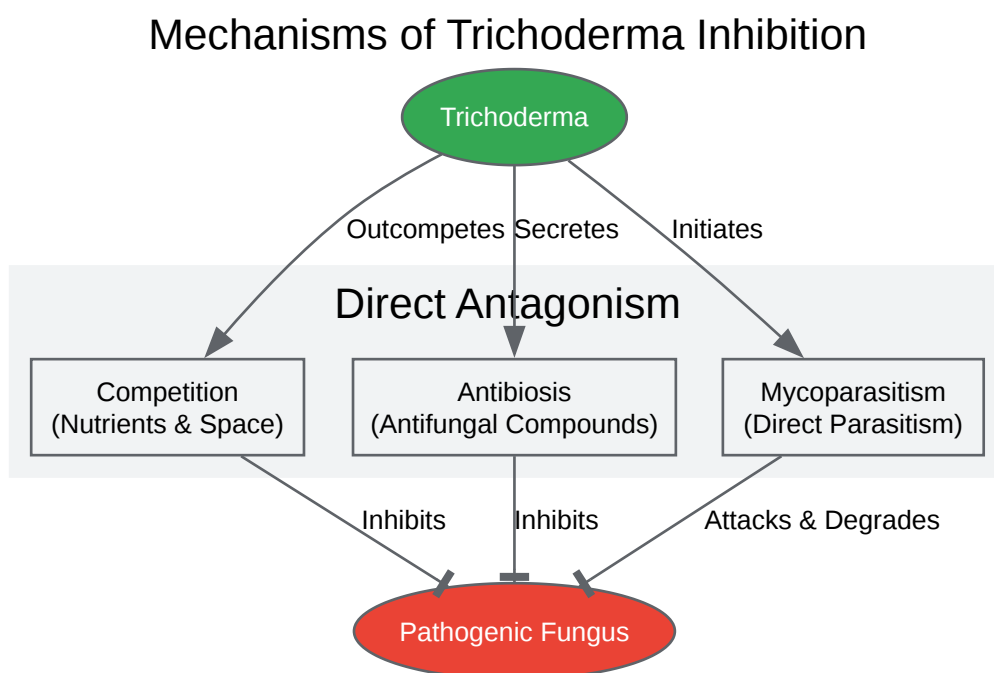 Mechanisms of Trichoderma Inhibition
Trichoderma
Outcompetes
Secretes
Initiates
Direct Antagonism
Competition
(Nutrients & Space)
Antibiosis
(Antifungal Compounds)
Mycoparasitism
(Direct Parasitism)
Inhibits
Inhibits
Attacks & Degrades
Pathogenic Fungus